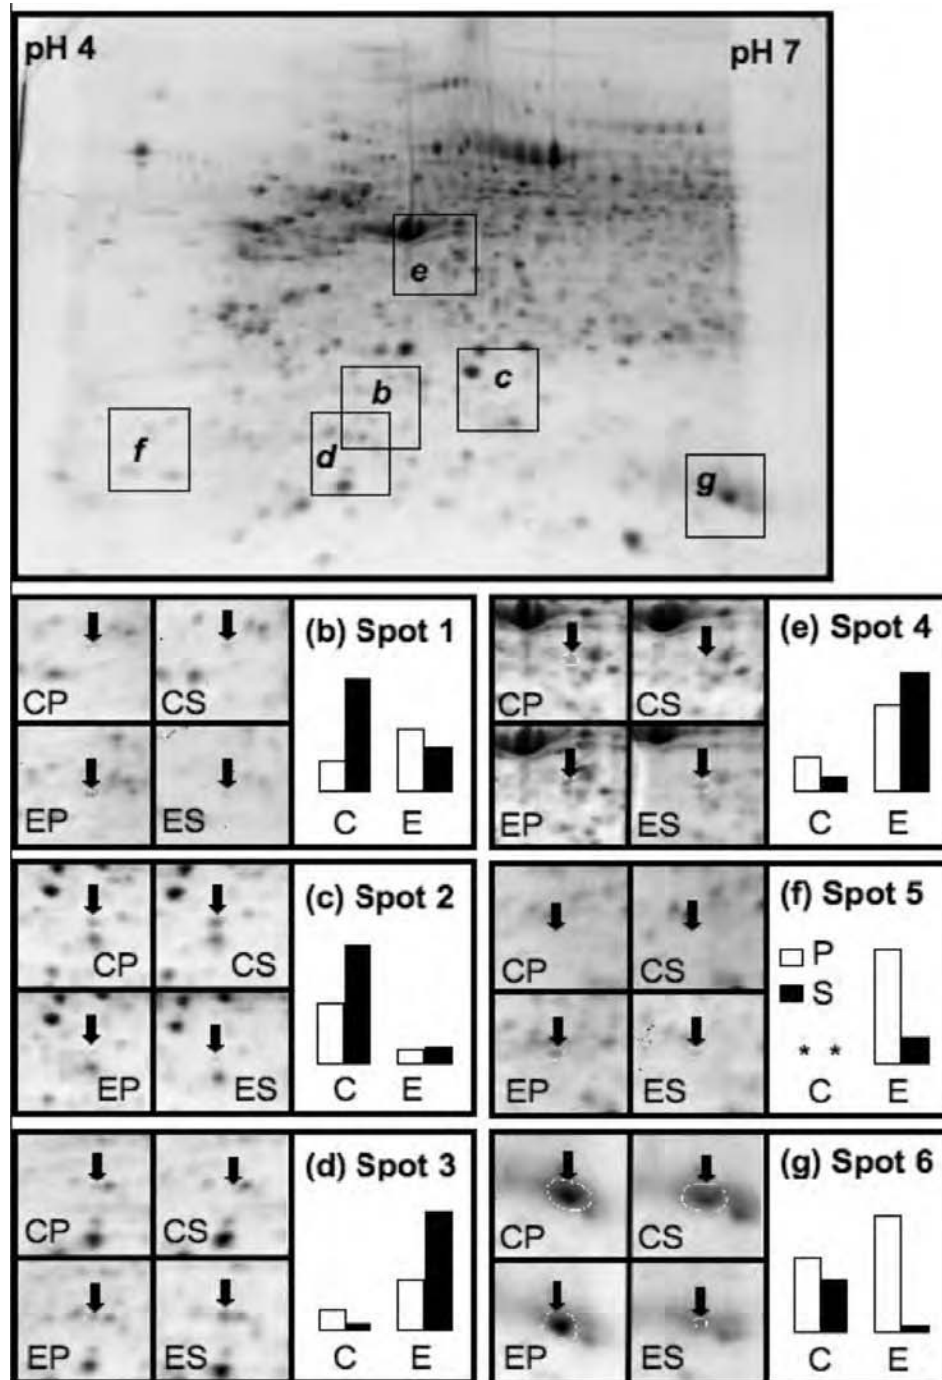 pH 4 pH 7
e
b
c
f
d
g
(b) Spot 1
CP CS
EP ES
C E
(e) Spot 4
CP CS
EP ES
C E
(c) Spot 2
CP CS
EP ES
C E
(f) Spot 5
P
S
CP CS
* *
EP ES
C E
(d) Spot 3
CP CS
EP ES
C E
(g) Spot 6
CP CS
EP ES
C E